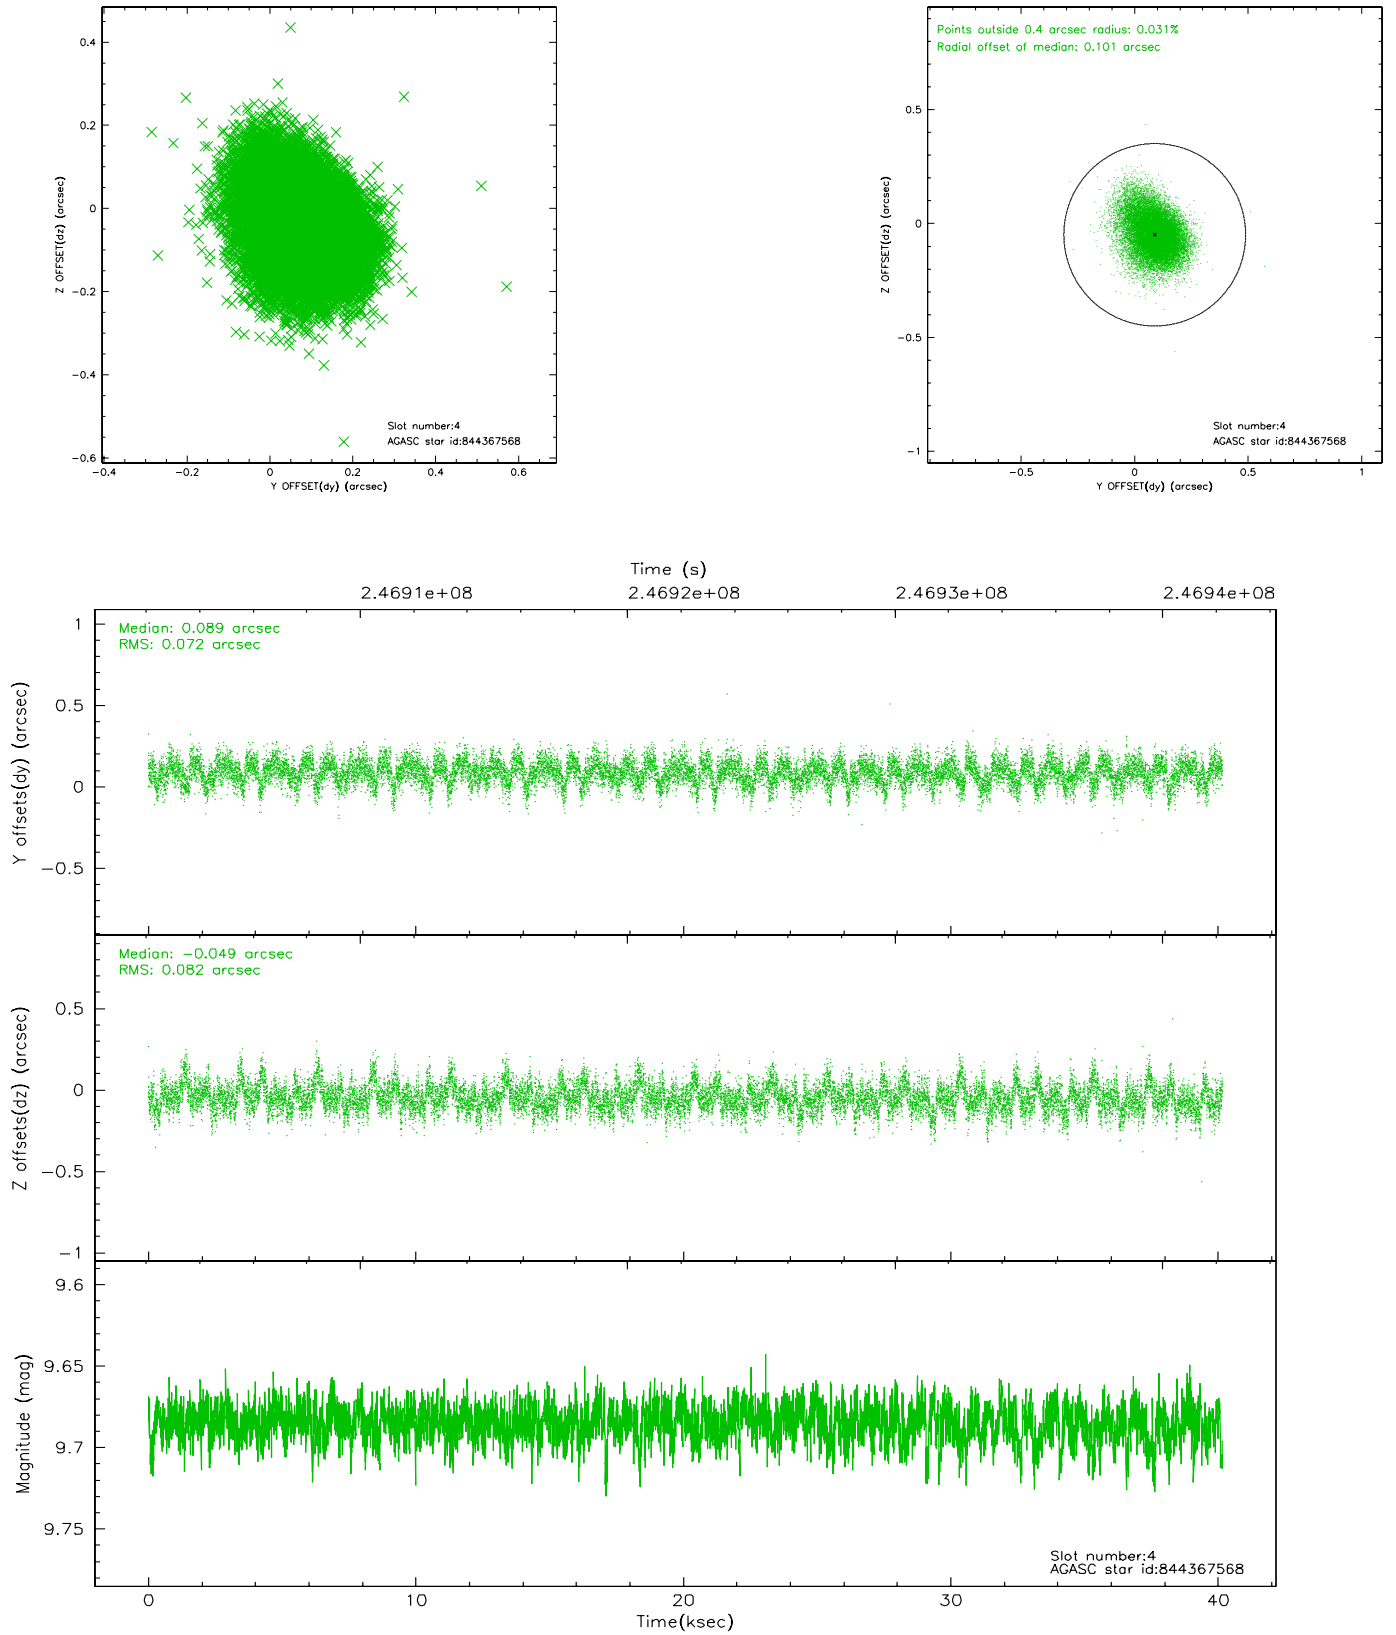 0.4
0.2
0
−0.2
−0.4
−0.6
Z OFFSET(dz) (arcsec)
Slot number:4
AGASC star id:844367568
−0.4
−0.2
0
0.2
0.4
0.6
Y OFFSET(dy) (arcsec)
Points outside 0.4 arcsec radius: 0.031%
Radial offset of median: 0.101 arcsec
0.5
0
−0.5
−1
Z OFFSET(dz) (arcsec)
Slot number:4
AGASC star id:844367568
−0.5
0
0.5
1
Y OFFSET(dy) (arcsec)
Time (s)
2.4691e+08
2.4692e+08
2.4693e+08
2.4694e+08
Median: 0.089 arcsec
RMS: 0.072 arcsec
1
0.5
0
−0.5
Y offsets(dy) (arcsec)
Median: −0.049 arcsec
RMS: 0.082 arcsec
0.5
0
−0.5
−1
Z offsets(dz) (arcsec)
9.6
9.65
9.7
9.75
Magnitude (mag)
Slot number:4
AGASC star id:844367568
0
10
20
30
40
Time(ksec)